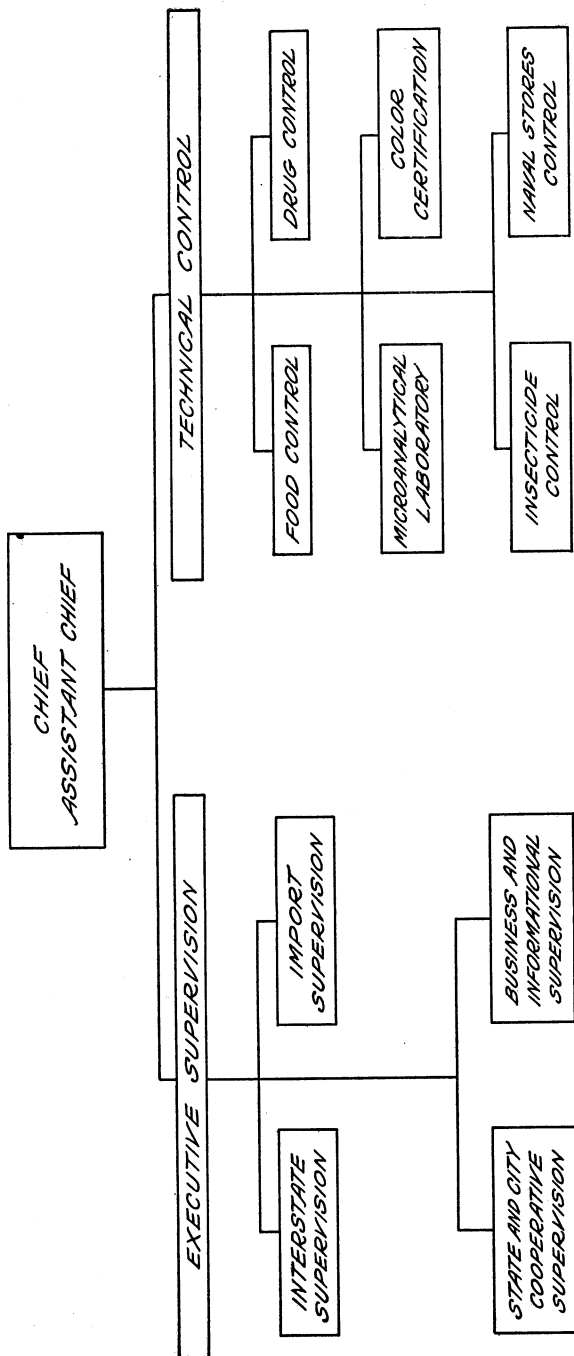 CHIEF
ASSISTANT CHIEF
EXECUTIVE SUPERVISION
TECHNICAL CONTROL
INTERSTATE
SUPERVISION
IMPORT
SUPERVISION
FOOD CONTROL
DRUG CONTROL
MICROANALYTICAL
LABORATORY
COLOR
CERTIFICATION
STATE AND CITY
COOPERATIVE
SUPERVISION
BUSINESS AND
INFORMATIONAL
SUPERVISION
INSECTICIDE
CONTROL
NAVAL STORES
CONTROL